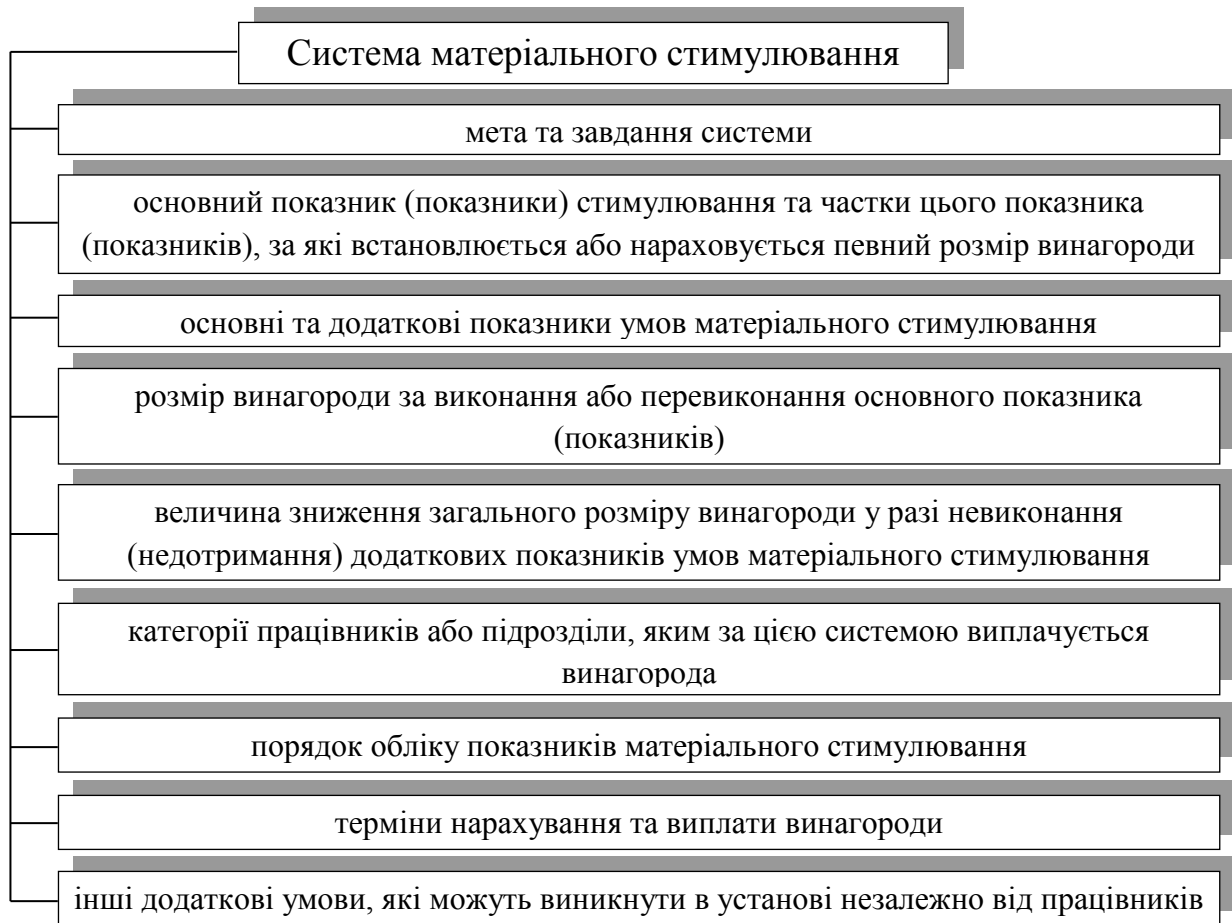 Система матеріального стимулювання
мета та завдання системи
основний показник (показники) стимулювання та частки цього показника
(показників), за які встановлюється або нараховується певний розмір винагороди
основні та додаткові показники умов матеріального стимулювання
розмір винагороди за виконання або перевиконання основного показника
(показників)
величина зниження загального розміру винагороди у разі невиконання
(недотримання) додаткових показників умов матеріального стимулювання
категорії працівників або підрозділи, яким за цією системою виплачується
винагорода
порядок обліку показників матеріального стимулювання
терміни нарахування та виплати винагороди
інші додаткові умови, які можуть виникнути в установі незалежно від працівників